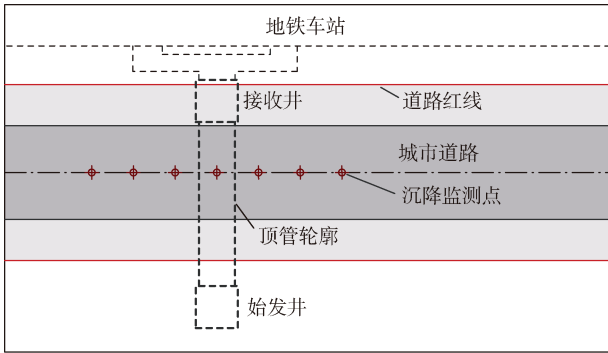 地铁车站
接收井
道路红线
城市道路
沉降监测点
顶管轮廓
始发井